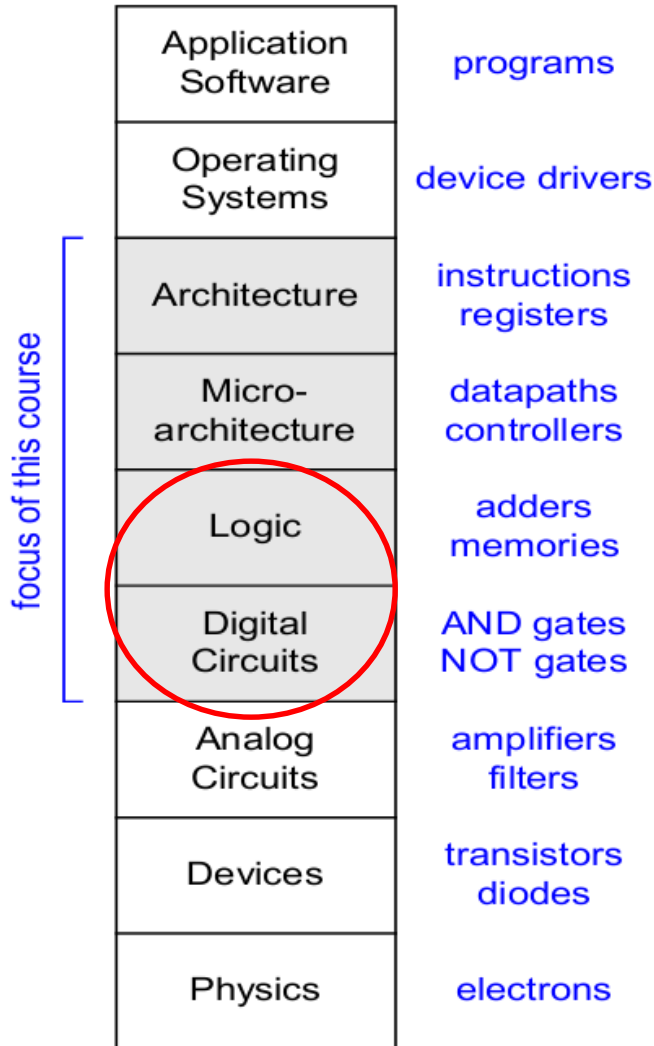 Application
Software
programs
Operating
Systems
device drivers
focus of this course
Architecture
instructions
registers
Micro-
architecture
datapaths
controllers
Logic
adders
memories
Digital
Circuits
AND gates
NOT gates
Analog
Circuits
amplifiers
filters
Devices
transistors
diodes
Physics
electrons